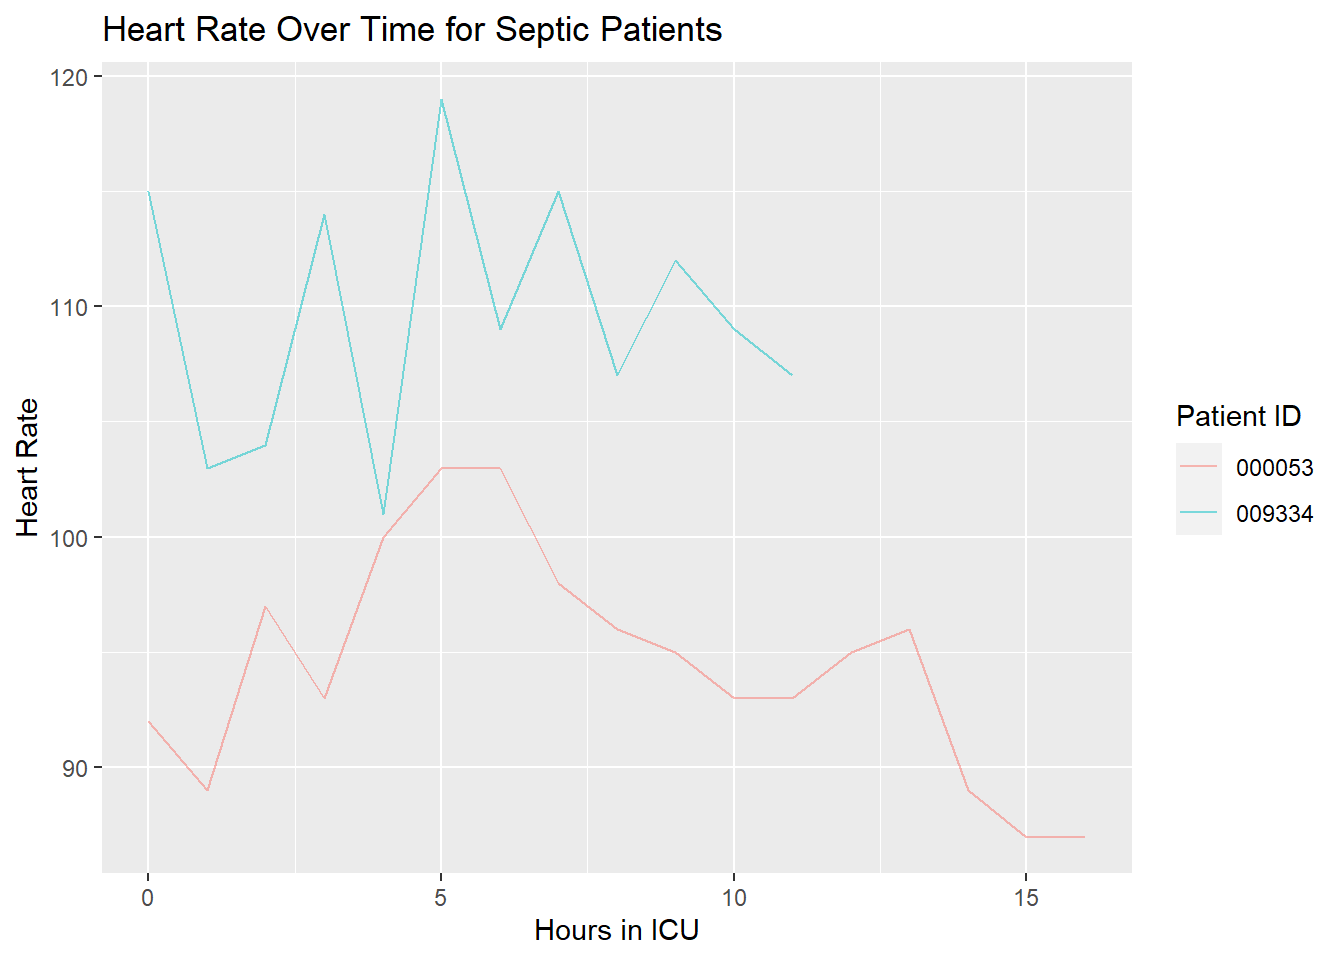 Heart Rate Over Time for Septic Patients
120
110
100
90
Heart Rate
0
5
10
15
Hours in ICU
Patient ID
000053
009334